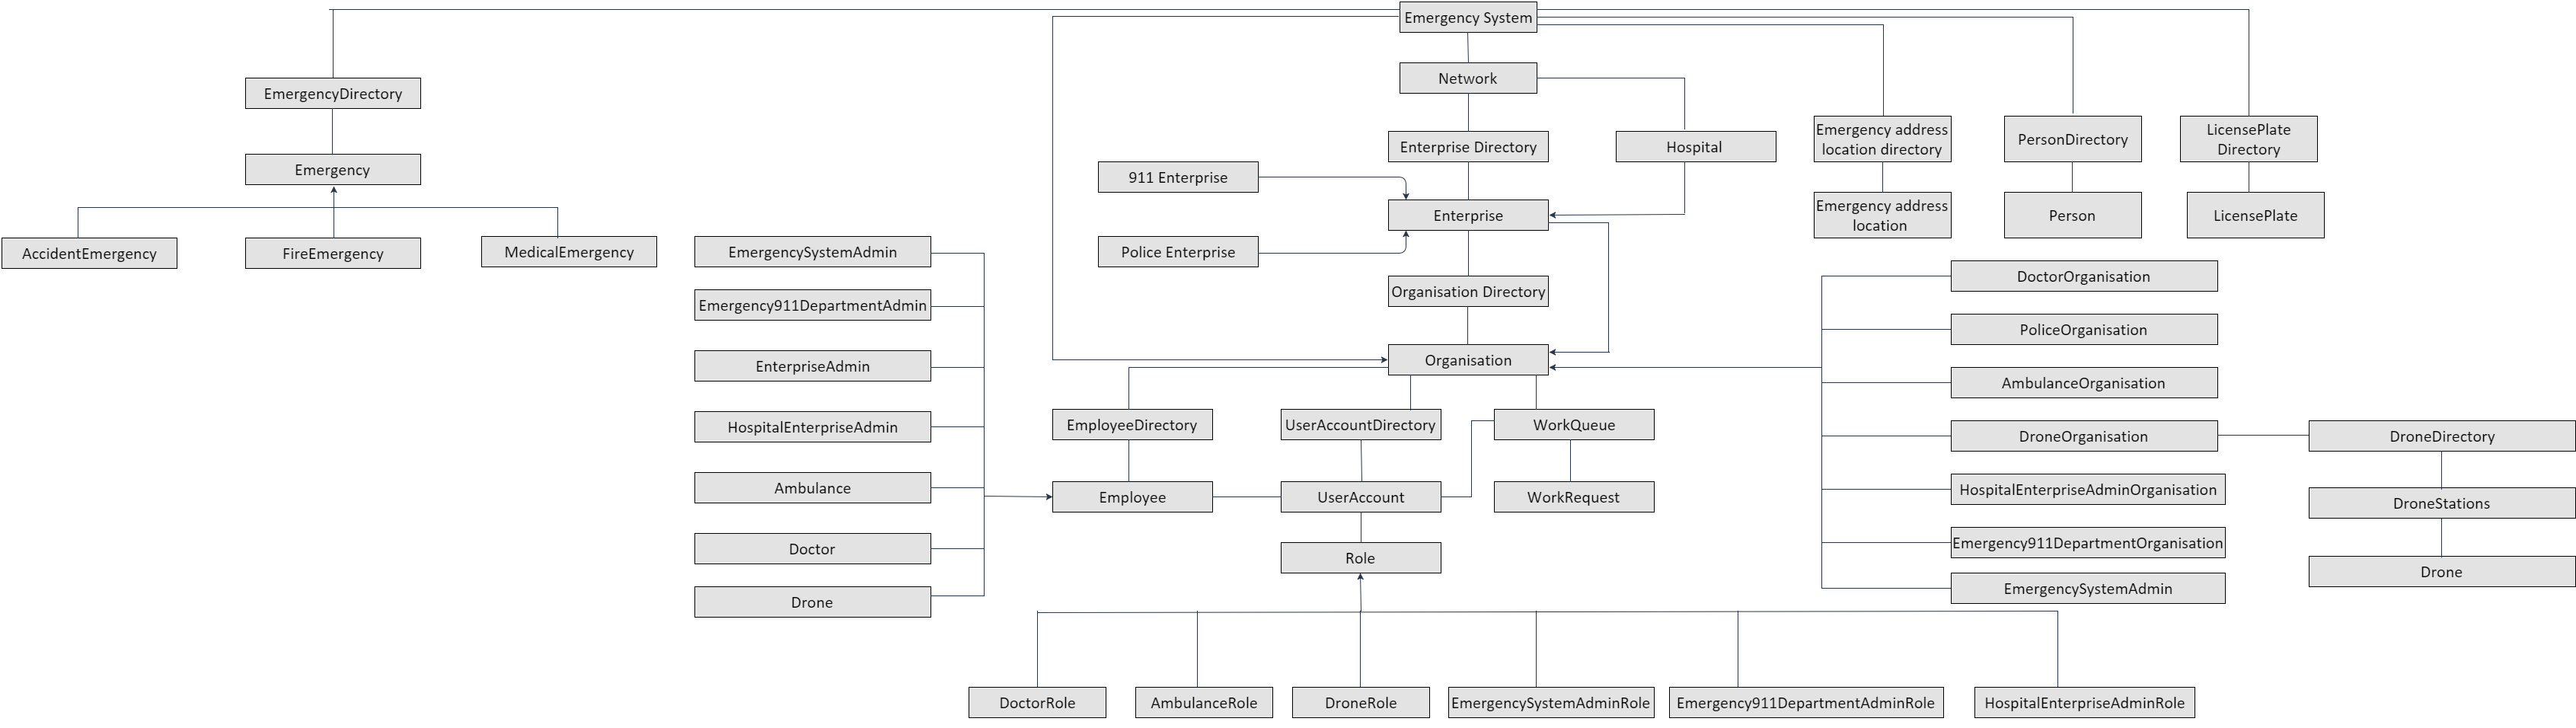 Emergency System
Network
EmergencyDirectory
Emergency address
location directory
PersonDirectory
LicensePlate
Directory
Enterprise Directory
Hospital
Emergency
911 Enterprise
Enterprise
Emergency address
location
Person
LicensePlate
AccidentEmergency
FireEmergency
MedicalEmergency
EmergencySystemAdmin
Police Enterprise
DoctorOrganisation
Organisation Directory
Emergency911DepartmentAdmin
PoliceOrganisation
EnterpriseAdmin
Organisation
AmbulanceOrganisation
HospitalEnterpriseAdmin
EmployeeDirectory
UserAccountDirectory
WorkQueue
DroneOrganisation
DroneDirectory
Ambulance
Employee
UserAccount
WorkRequest
HospitalEnterpriseAdminOrganisation
DroneStations
Doctor
Role
Emergency911DepartmentOrganisation
Drone
Drone
EmergencySystemAdmin
DoctorRole
AmbulanceRole
DroneRole
EmergencySystemAdminRole
Emergency911DepartmentAdminRole
HospitalEnterpriseAdminRole